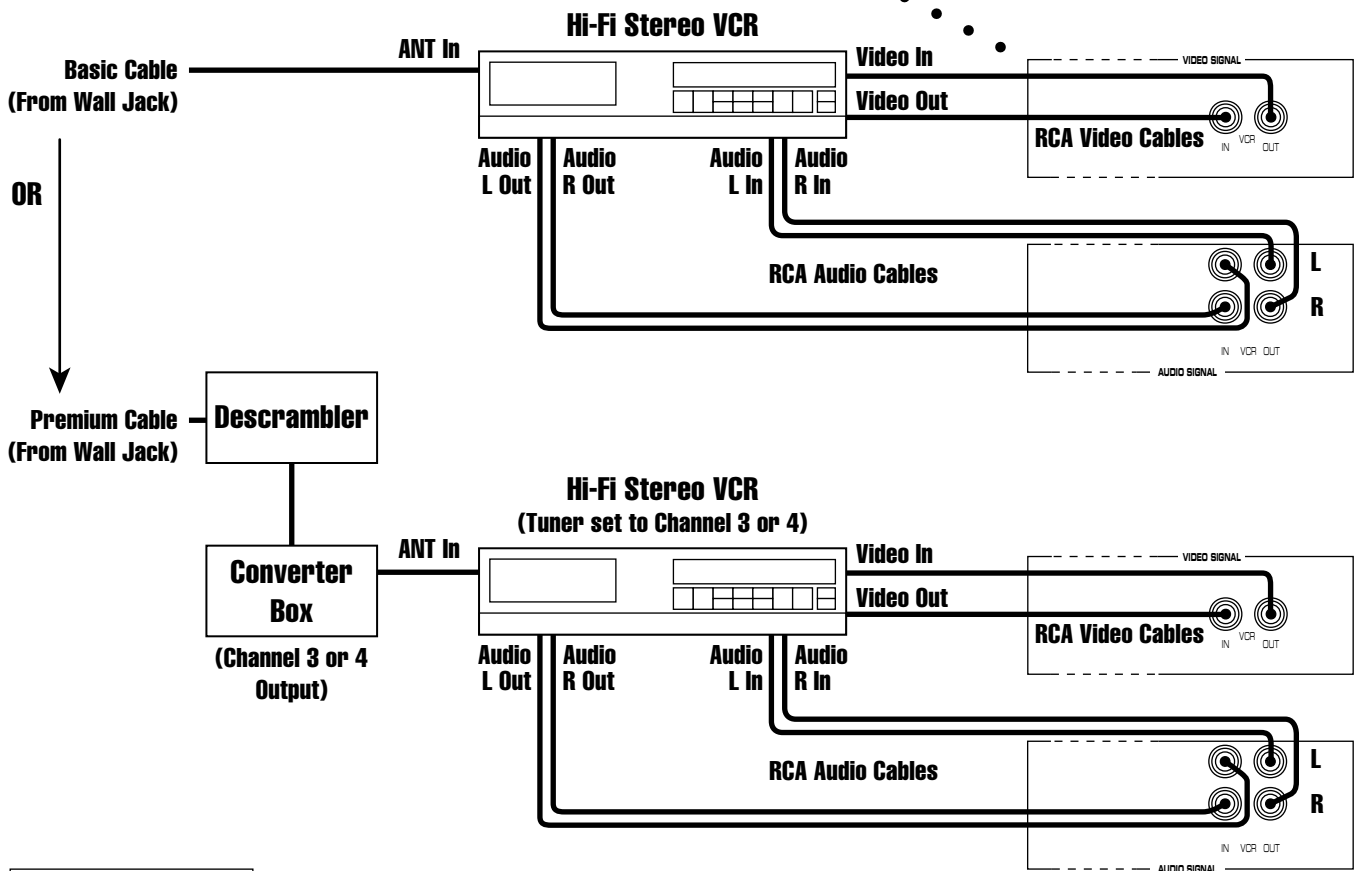 Hi-Fi Stereo VCR
ANT In
Basic Cable
(From Wall Jack)
Video In
Video Out
VIDEO SIGNAL
RCA Video Cables
IN VCR OUT
Audio
L Out
Audio
R Out
Audio
L In
Audio
R In
OR
RCA Audio Cables
L
R
IN VCR OUT
AUDIO SIGNAL
Premium Cable
(From Wall Jack)
Descrambler
Converter
Box
(Channel 3 or 4
Output)
Hi-Fi Stereo VCR
(Tuner set to Channel 3 or 4)
ANT In
Video In
Video Out
VIDEO SIGNAL
RCA Video Cables
IN VCR OUT
Audio
L Out
Audio
R Out
Audio
L In
Audio
R In
RCA Audio Cables
L
R
IN VCR OUT
AUDIO SIGNAL